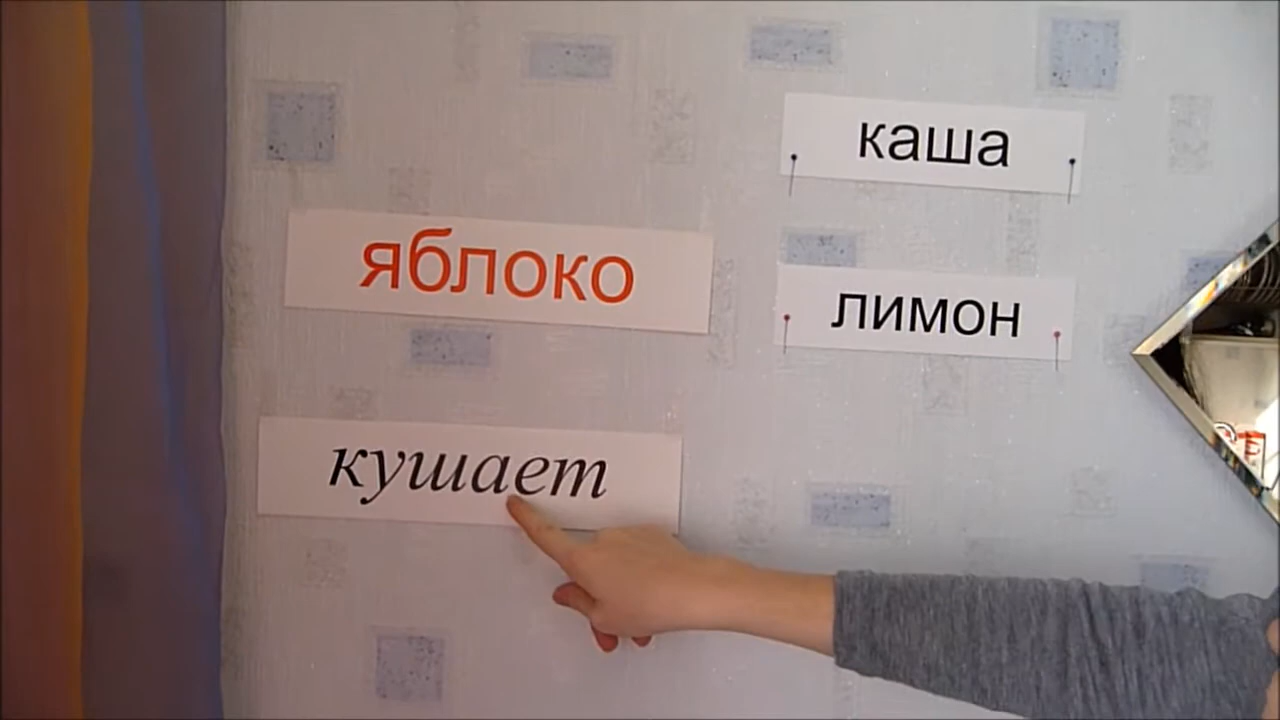 каша
яблоко
лимон
кушает